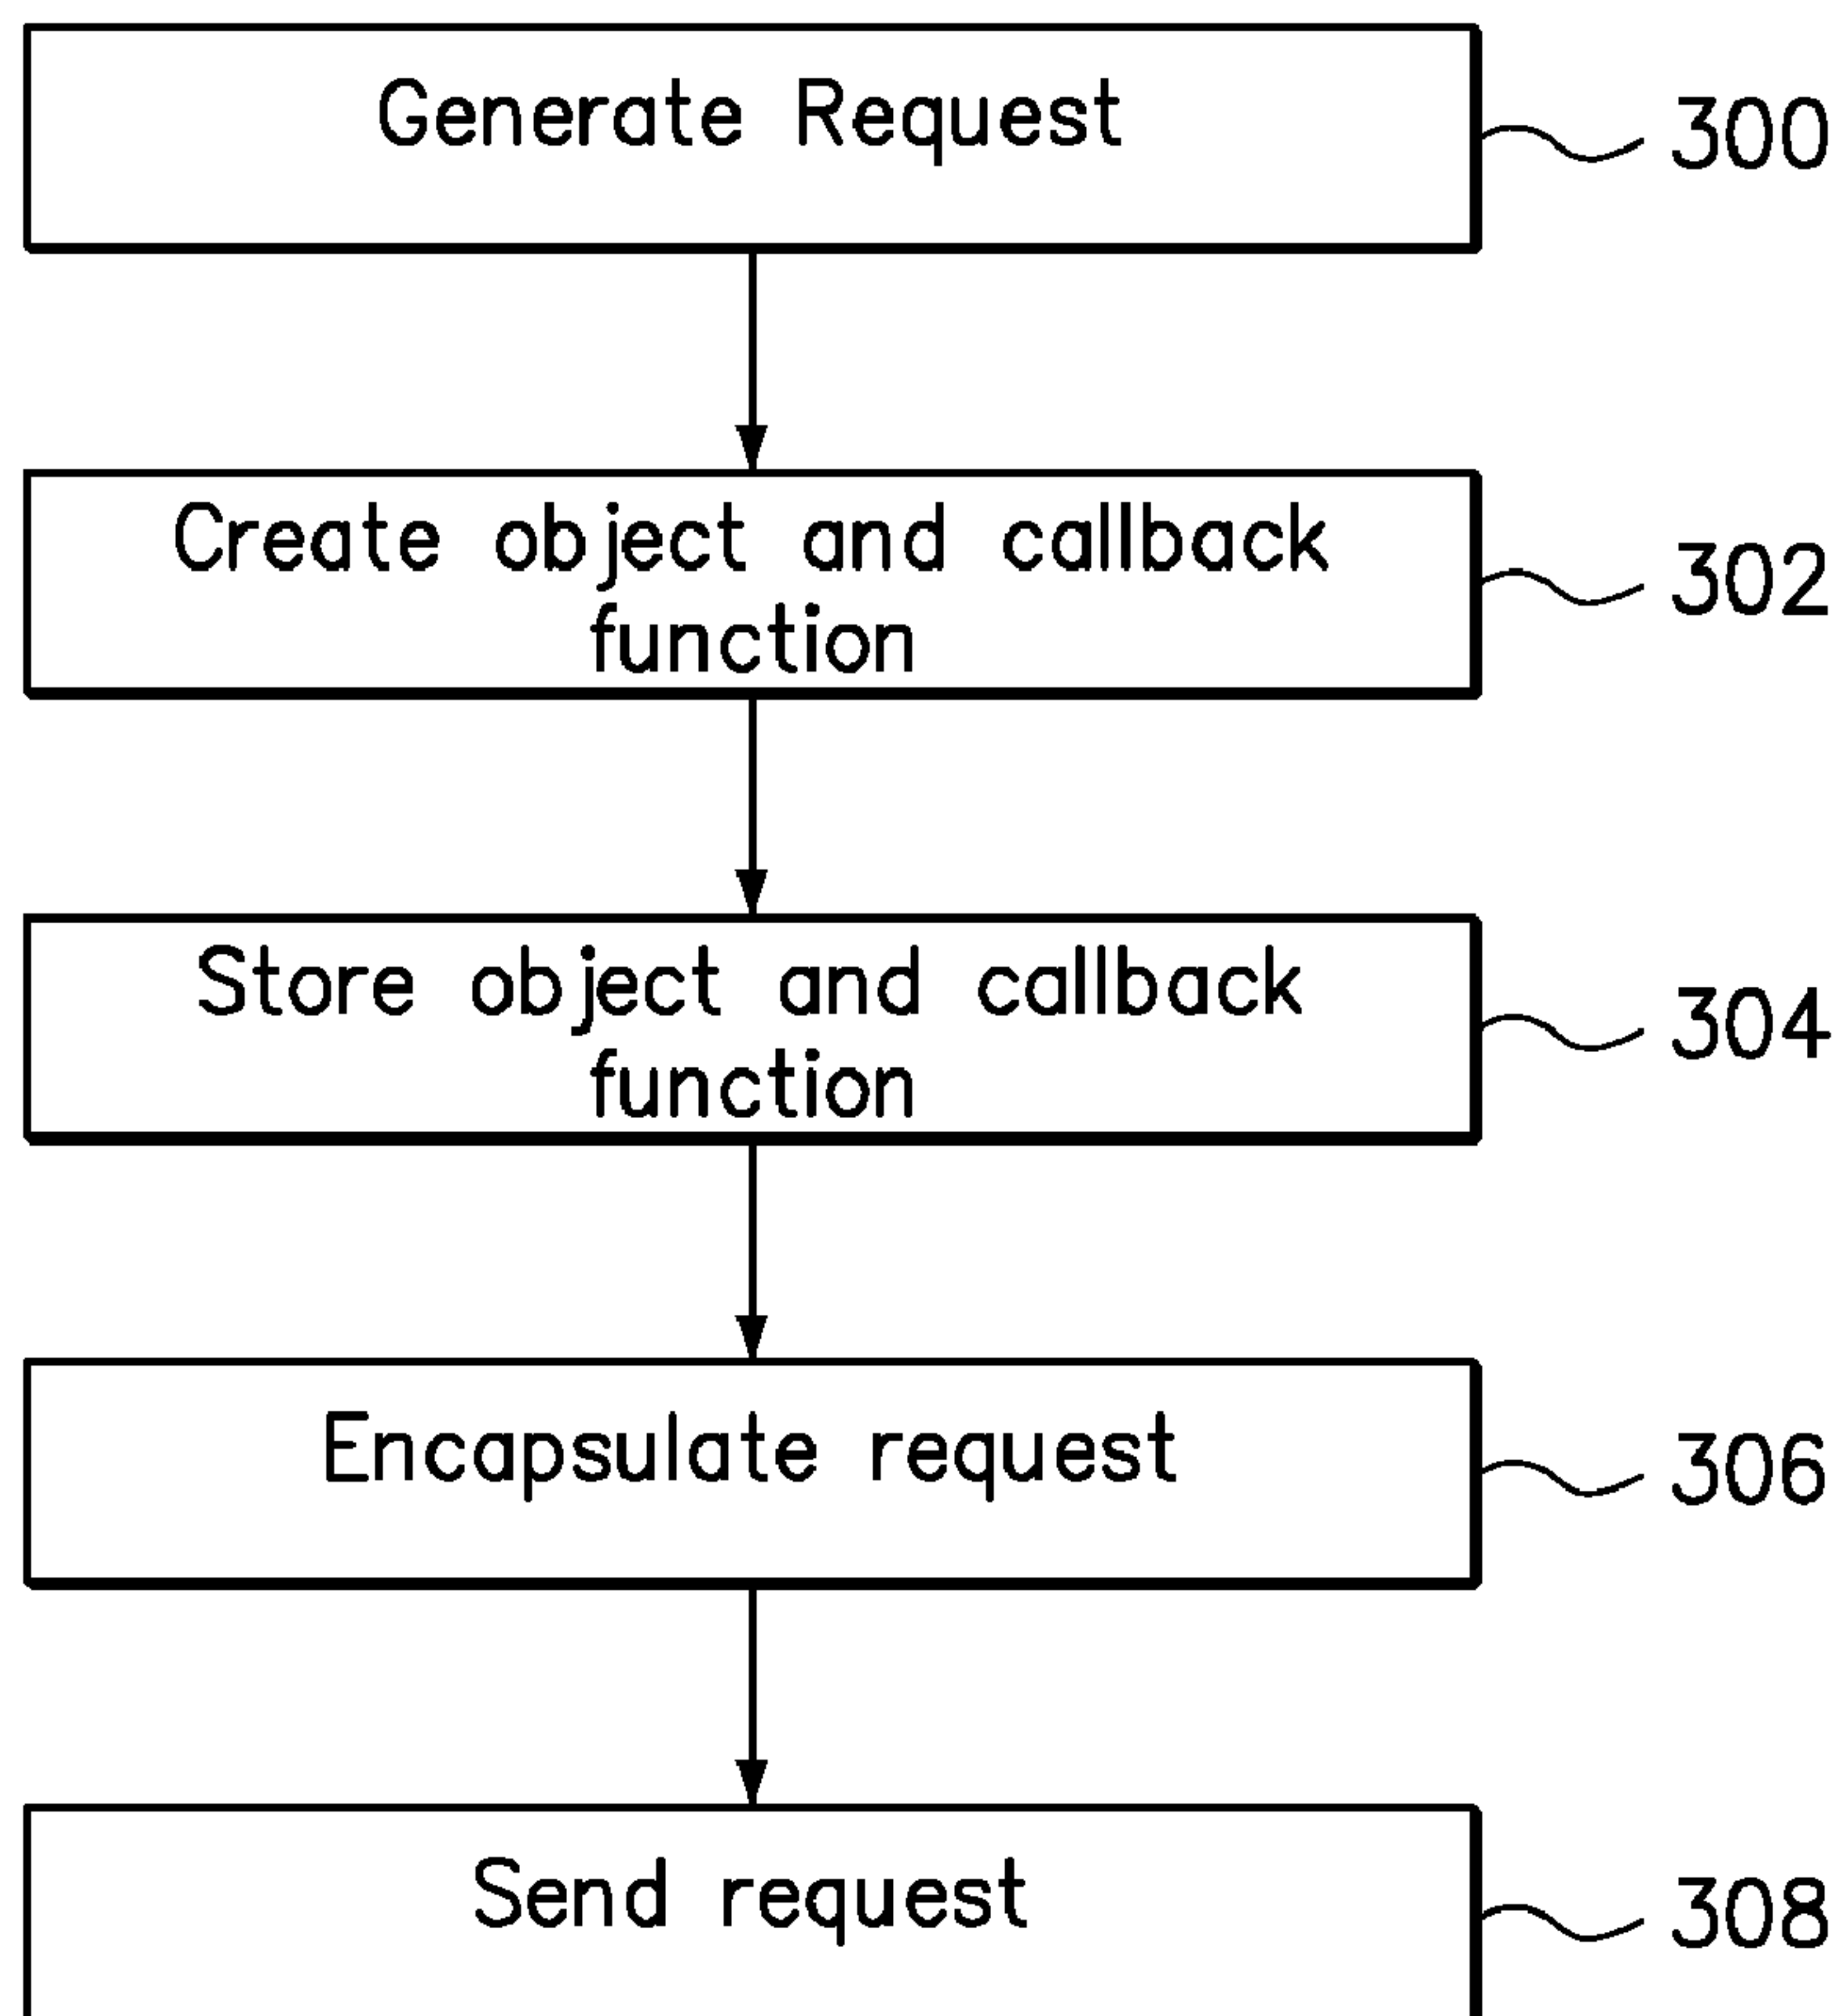 Generate Request
300
Create object and callback
function
302
Store object and callback
function
304
Encapsulate request
306
Send request
308